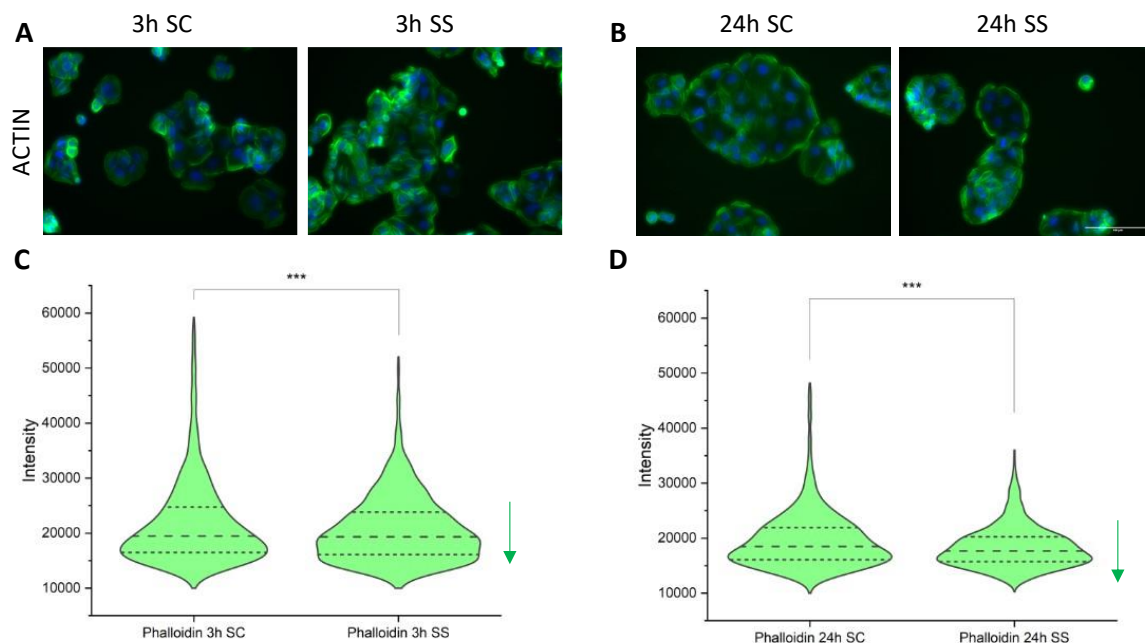 3h SC
3h SS
24h SC
24h SS
A
B
ACTIN
C
D
***
***
60000
50000
40000
30000
20000
10000
Intensity
Phalloidin 3h SC
Phalloidin 3h SS
60000
50000
40000
30000
20000
10000
Intensity
Phalloidin 24h SC
Phalloidin 24h SS